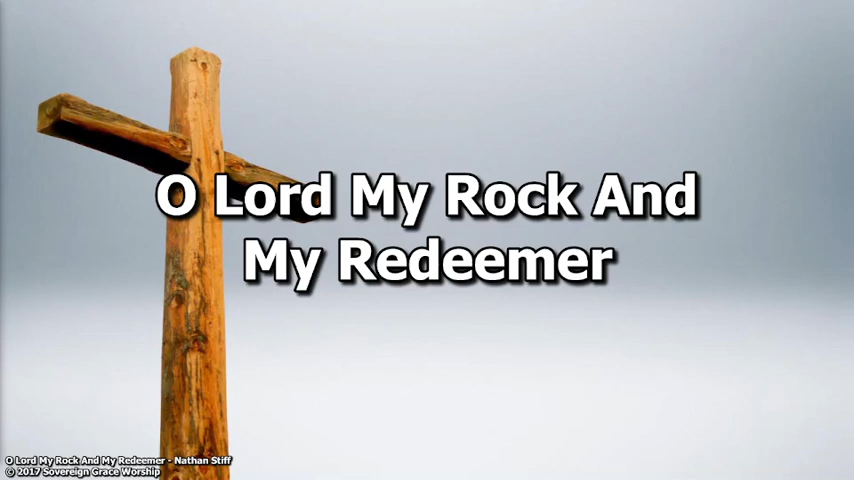 O Lord My Rock And
My Redeemer
O Lord My Rock And My Redeemer - Nathan Stiff
© 2017 Sovereign Grace Worship